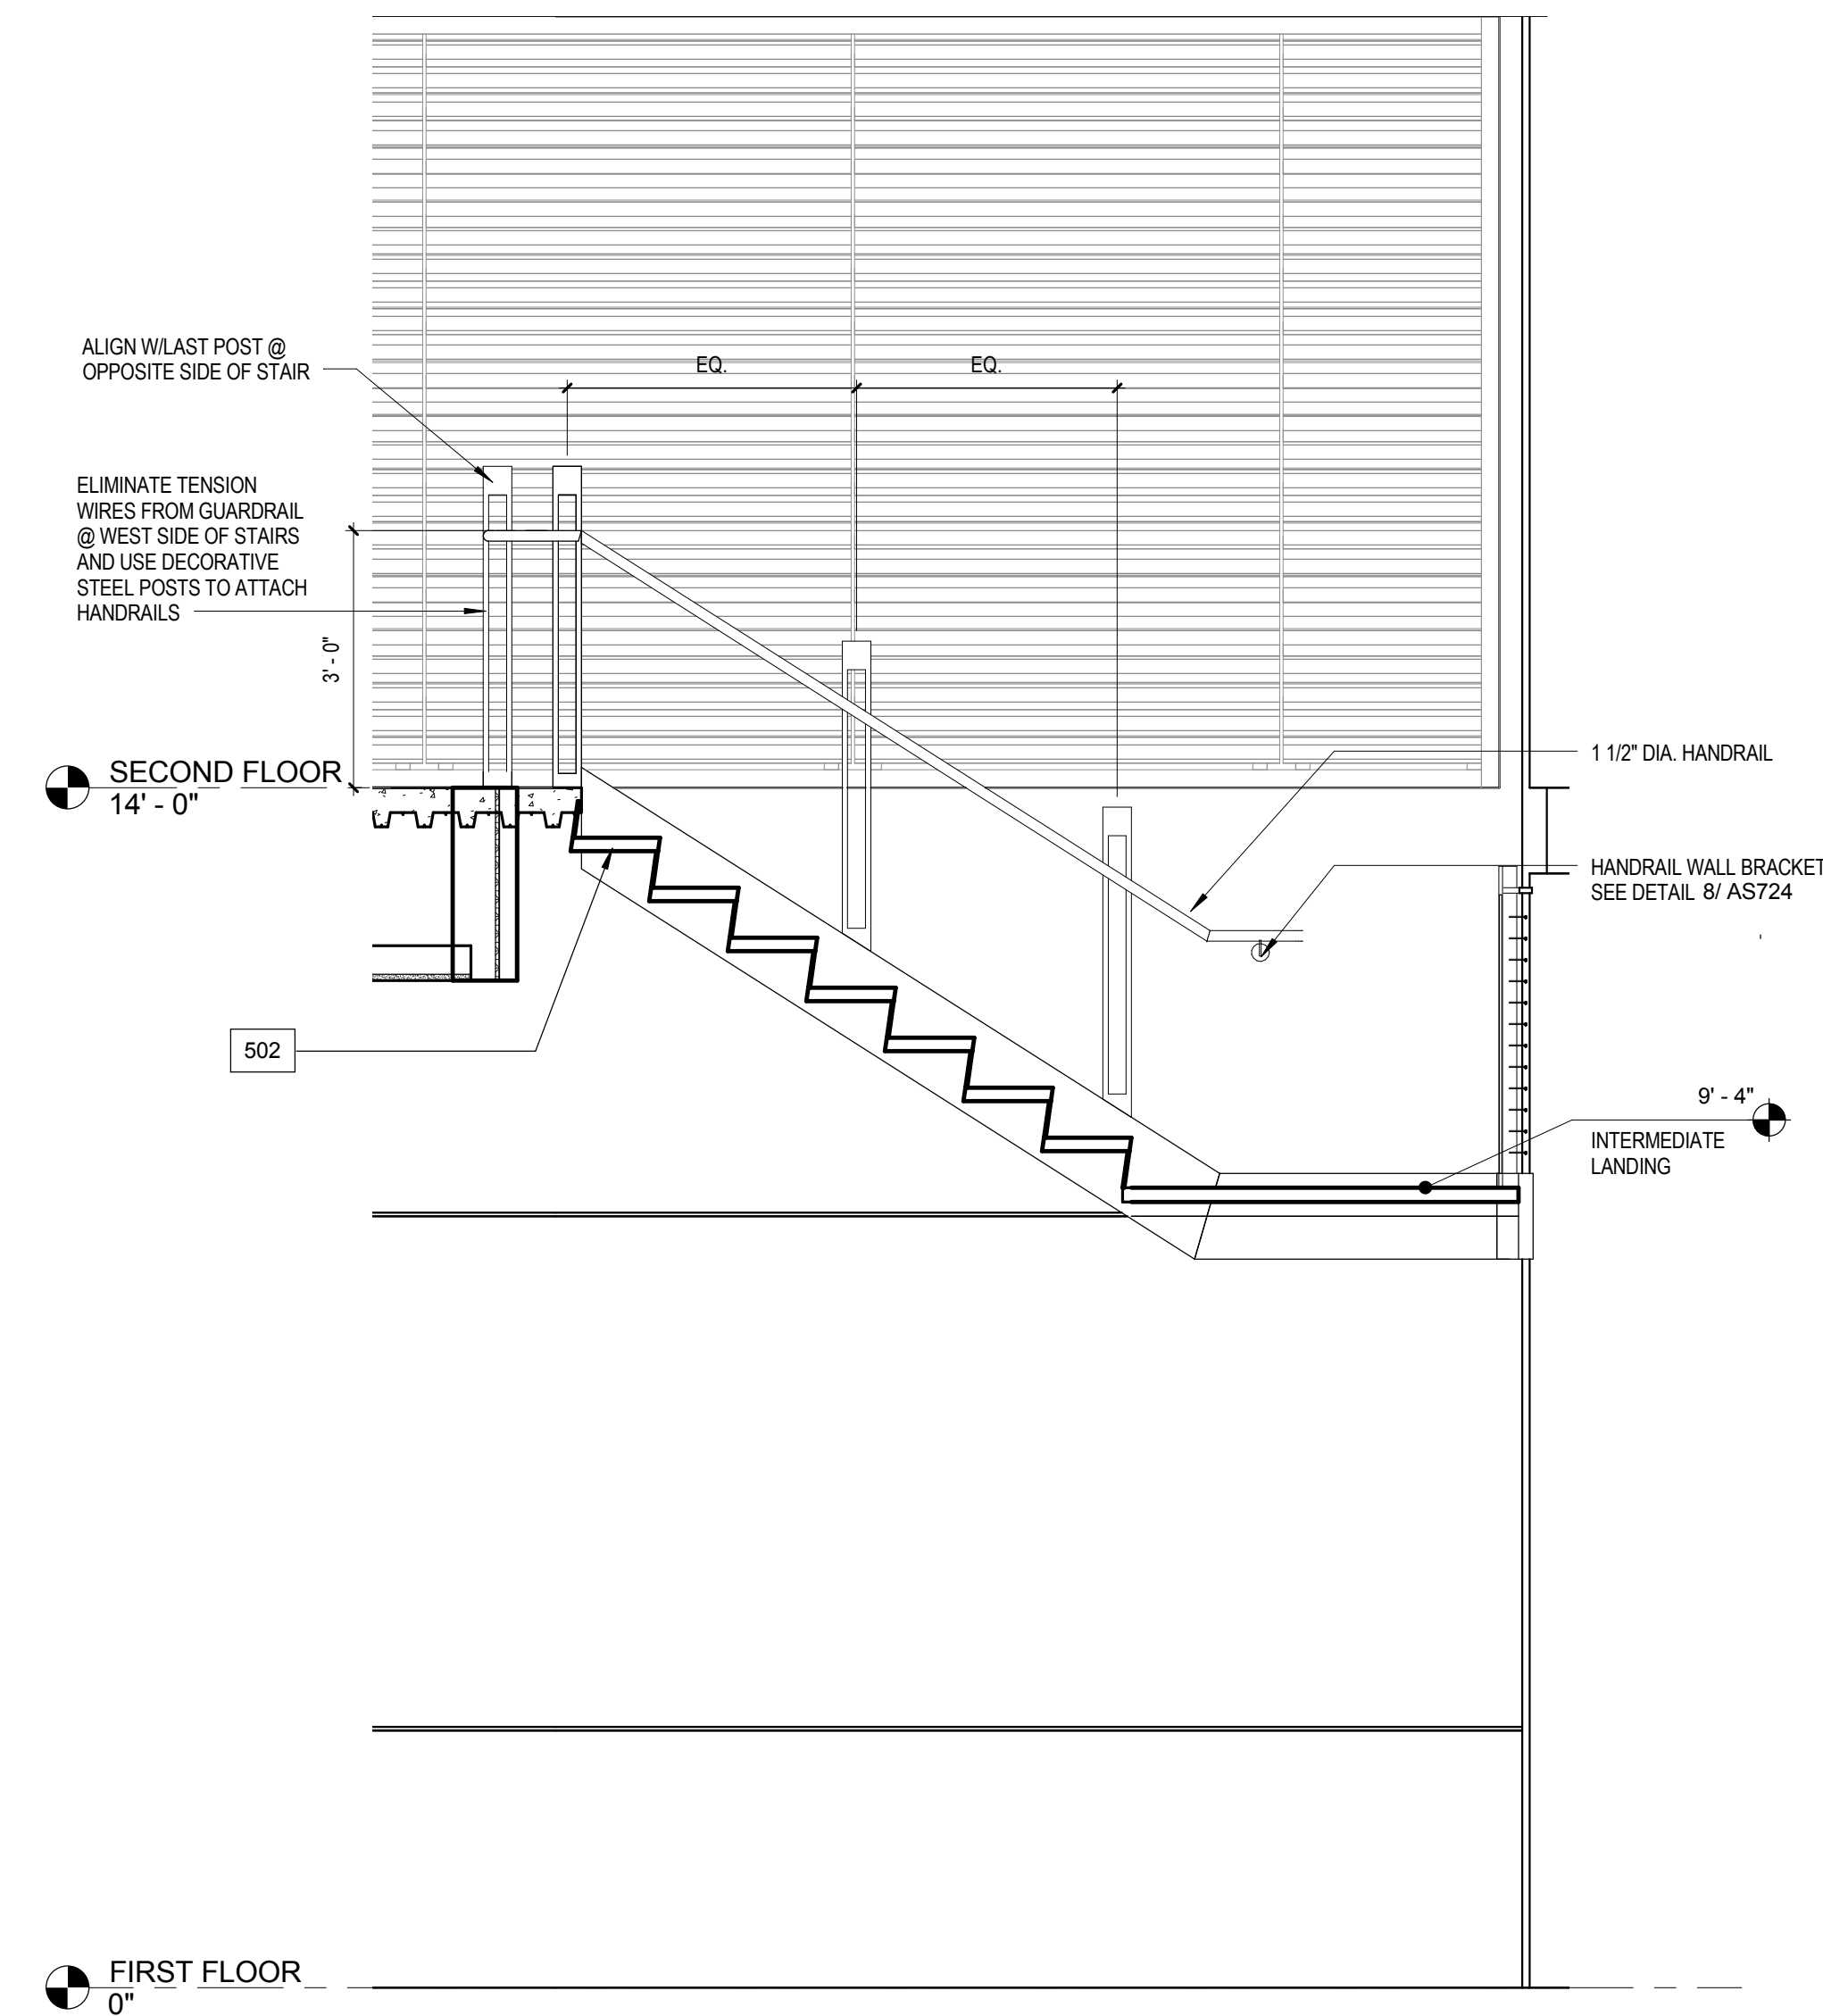 ALIGN W/LAST POST @
OPPOSITE SIDE OF STAIR
EQ.
EQ.
ELIMINATE TENSION
WIRES FROM GUARDRAIL
@ WEST SIDE OF STAIRS
AND USE DECORATIVE
STEEL POSTS TO ATTACH
HANDRAILS
3' - 0"
SECOND FLOOR
14' - 0"
1 1/2" DIA. HANDRAIL
HANDRAIL WALL BRACKET
SEE DETAIL 8/ AS724
502
9' - 4"
INTERMEDIATE
LANDING
FIRST FLOOR
0"